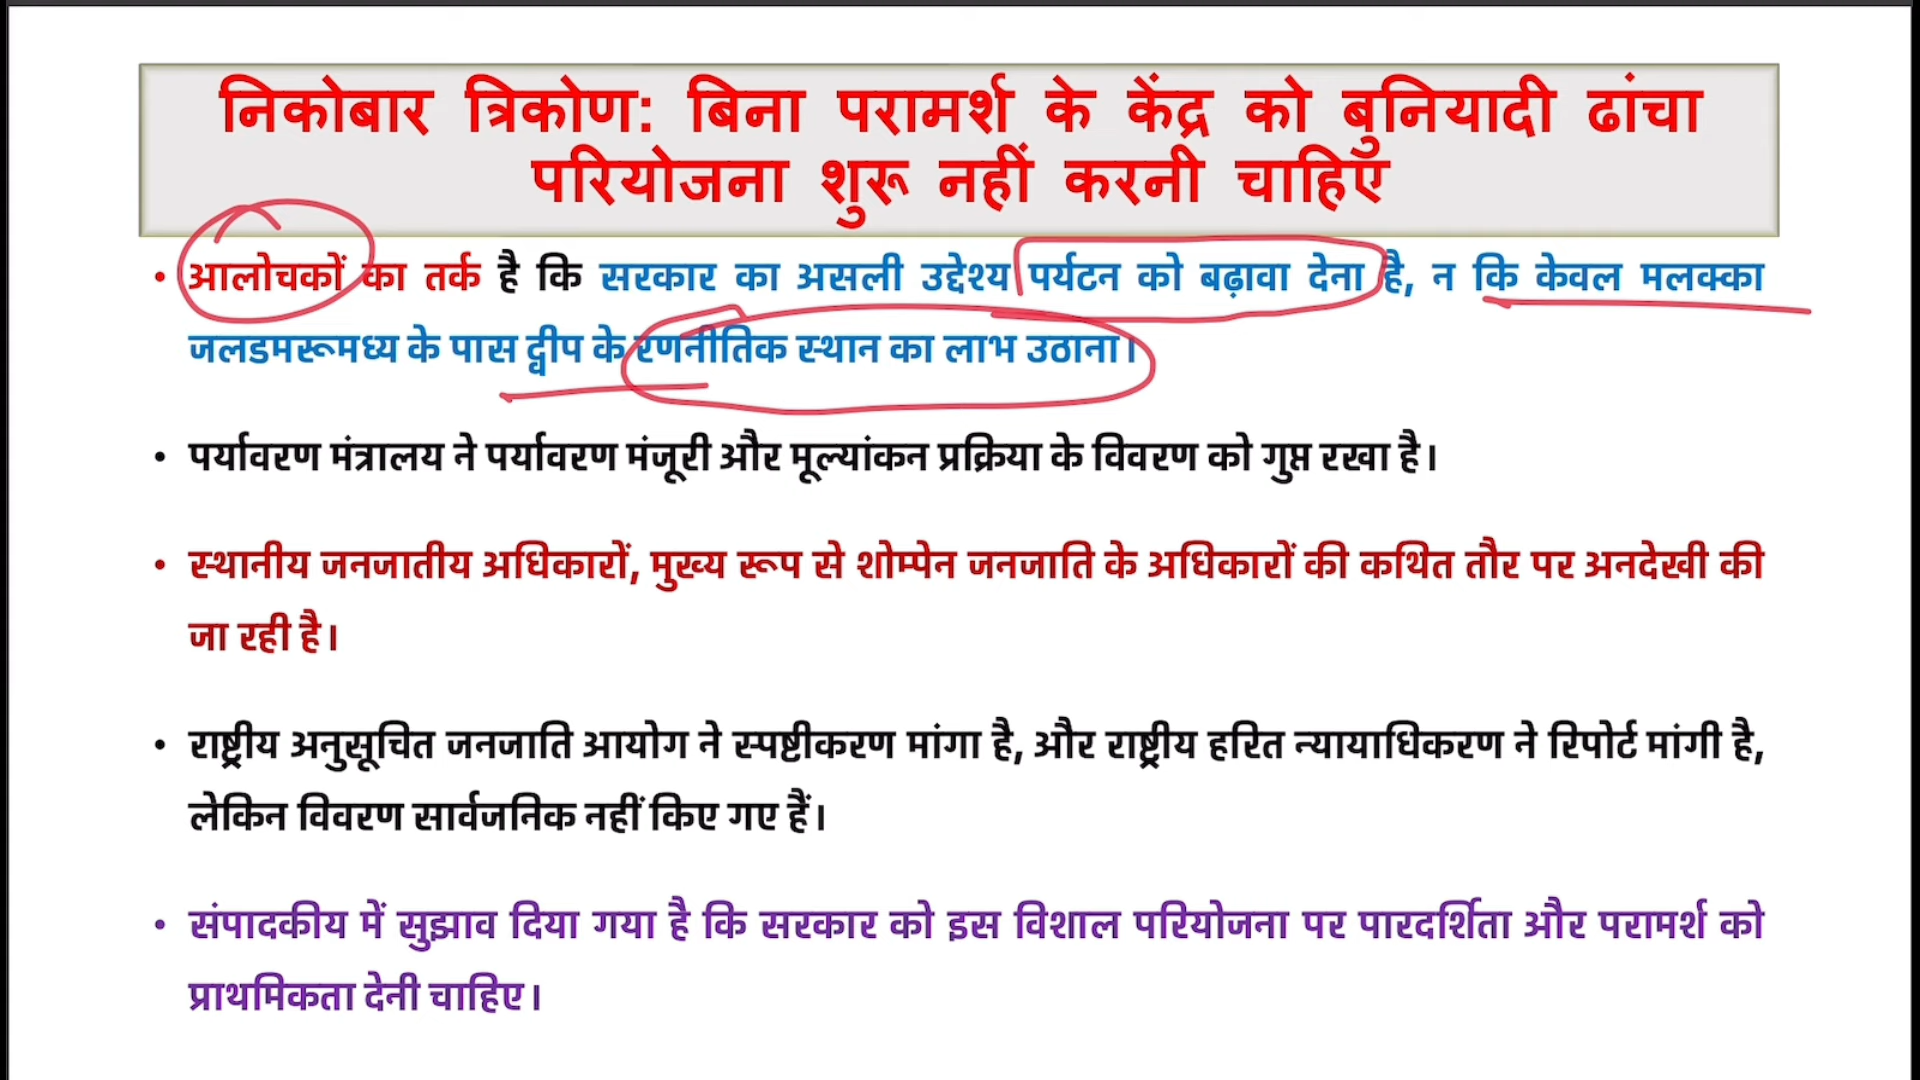 निकोबार त्रिकोण: बिना परामर्श के केंद्र को बुनियादी ढांचा
परियोजना शुरू नहीं करनी चाहिए
• आलोचकों का तर्क है कि सरकार का असली उद्देश्य पर्यटन को बढ़ावा देना है, न कि केवल मलक्का
जलडमरूमध्य के पास द्वीप के रणनीतिक स्थान का लाभ उठाना।
• पर्यावरण मंत्रालय ने पर्यावरण मंजूरी और मूल्यांकन प्रक्रिया के विवरण को गुप्त रखा है।
• स्थानीय जनजातीय अधिकारों, मुख्य रूप से शोम्पेन जनजाति के अधिकारों की कथित तौर पर अनदेखी की
जा रही है।
• राष्ट्रीय अनुसूचित जनजाति आयोग ने स्पष्टीकरण मांगा है, और राष्ट्रीय हरित न्यायाधिकरण ने रिपोर्ट मांगी है,
लेकिन विवरण सार्वजनिक नहीं किए गए हैं।
• संपादकीय में सुझाव दिया गया है कि सरकार को इस विशाल परियोजना पर पारदर्शिता और परामर्श को
प्राथमिकता देनी चाहिए।